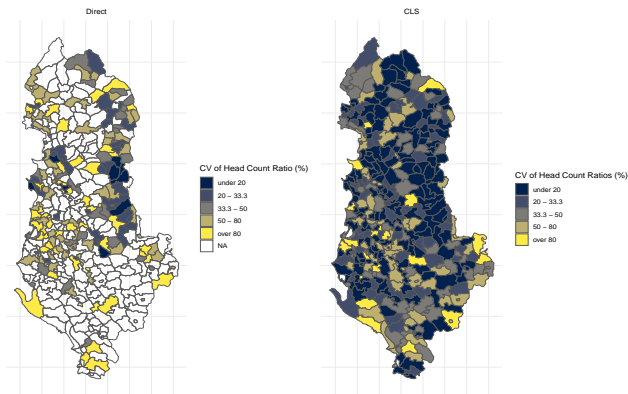 Direct
CLS
CV of Head Count Ratio (%)
under 20
20 – 33.3
33.3 – 50
50 – 80
over 80
NA
CV of Head Count Ratios (%)
under 20
20 – 33.3
33.3 – 50
50 – 80
over 80